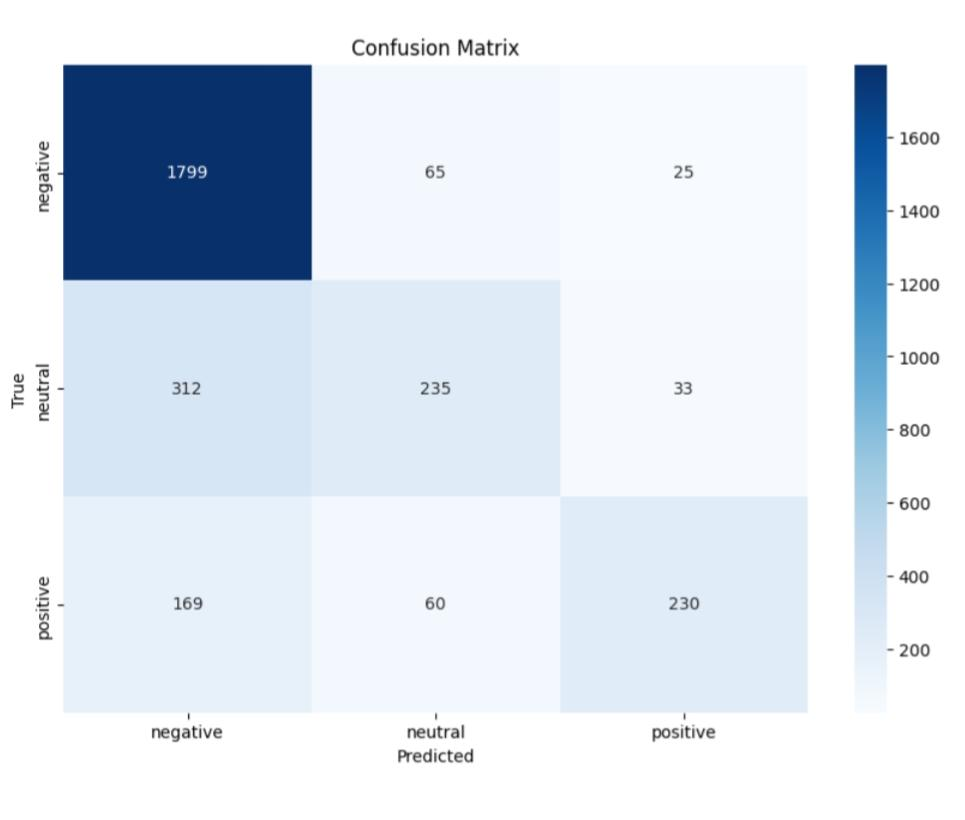 Confusion Matrix
negative
1799
65
25
1600
1400
1200
1000
True
neutral
312
235
33
800
600
positive
169
60
230
400
200
negative
neutral
positive
Predicted